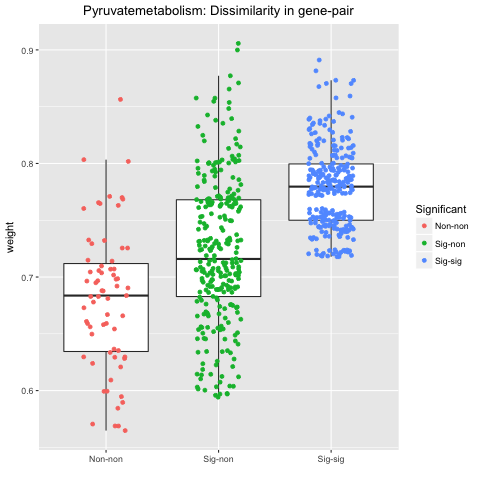 Pyruvatemetabolism: Dissimilarity in gene-pair
0.9
0.8
0.7
0.6
weight
Non-non
Sig-non
Sig-sig
Significant
Non-non
Sig-non
Sig-sig